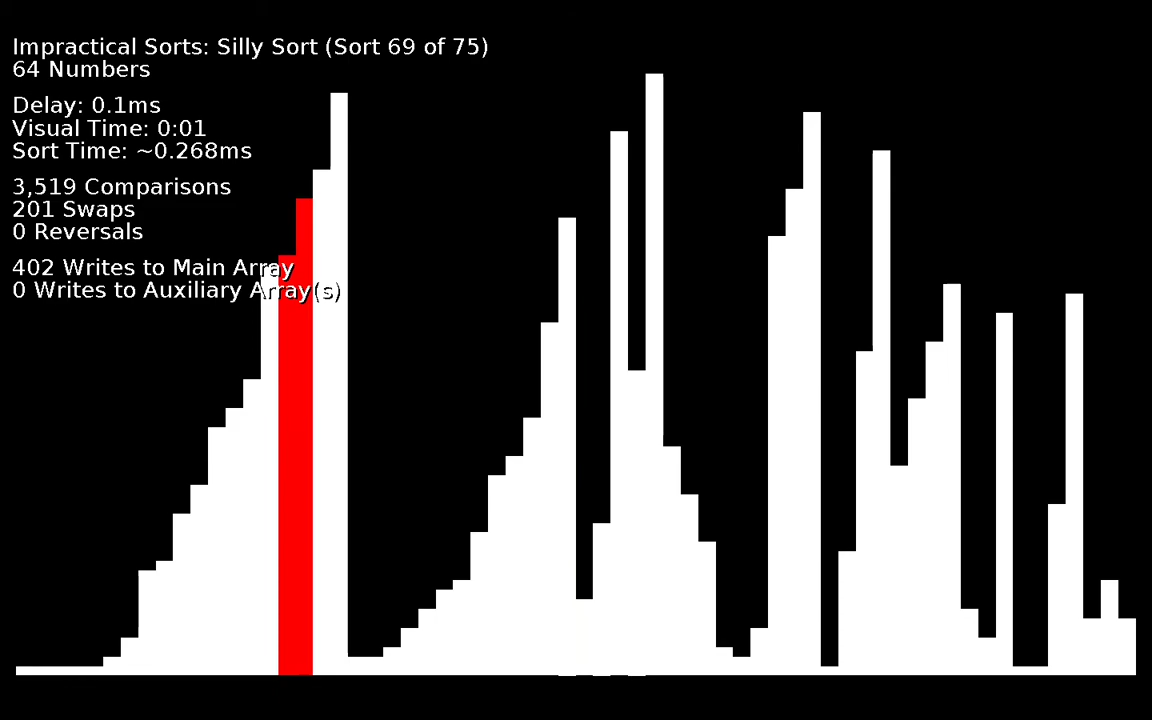 Impractical Sorts: Silly Sort (Sort 69 of 75)
64 Numbers
Delay: 0.1ms
Visual Time: 0:01
Sort Time: ~0.268ms
3,519 Comparisons
201 Swaps
0 Reversals
402 Writes to Main Array
0 Writes to Auxiliary Array(s)